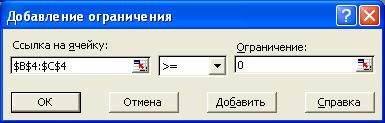 Добавление ограничения
Ссылка на ячейку: Ограничение:
$B$4:$C$4 >= 0
OK Отмена Добавить Справка